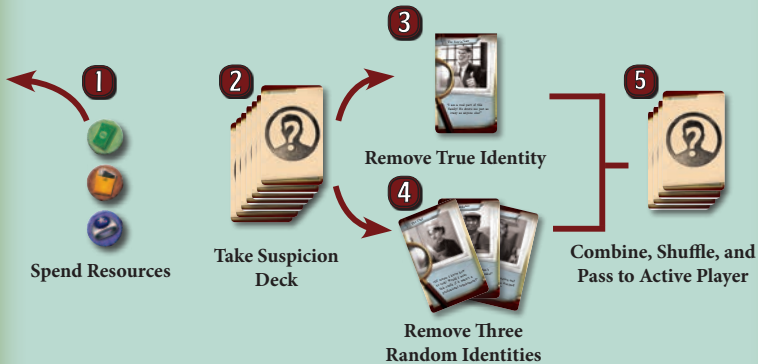 1
Spend Resources
2
Take Suspicion
Deck
3
Remove True Identity
4
Remove Three
Random Identities
5
Combine, Shuffle, and
Pass to Active Player